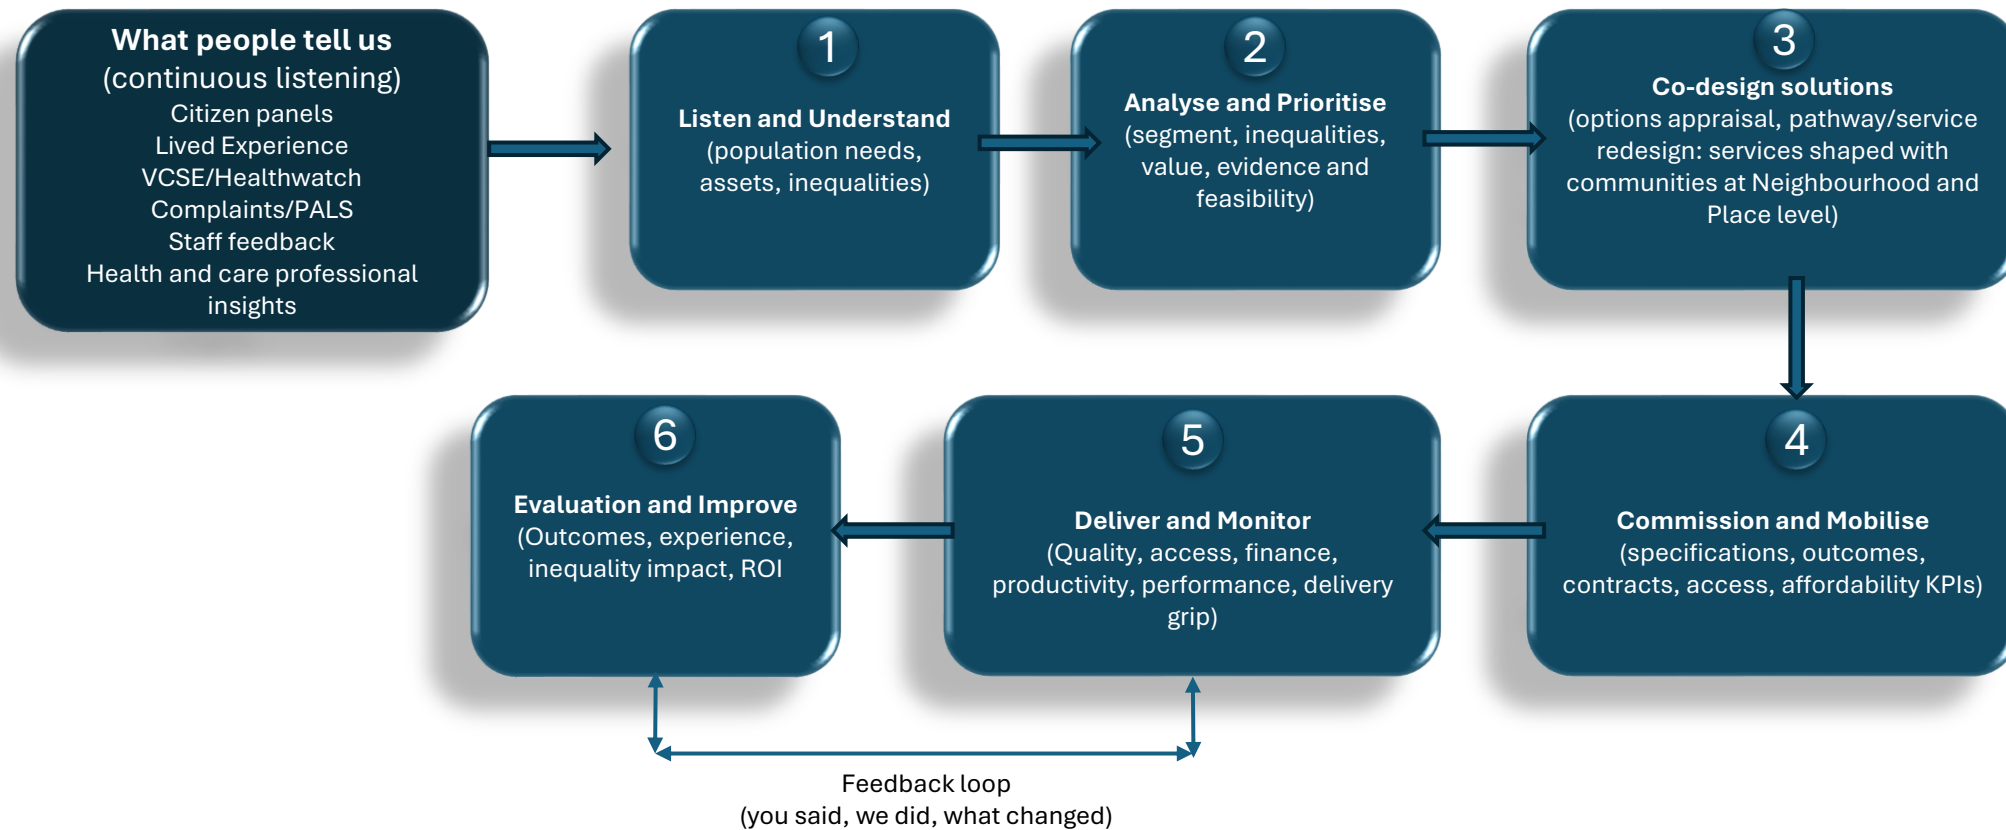 What people tell us
(continuous listening)
Citizen panels
Lived Experience
VCSE/Healthwatch
Complaints/PALS
Staff feedback
Health and care professional
insights
1
Listen and Understand
(population needs,
assets, inequalities)
2
Analyse and Prioritise
(segment, inequalities,
value, evidence and
feasibility)
3
Co-design solutions
(options appraisal, pathway/service
redesign: services shaped with
communities at Neighbourhood and
Place level)
4
Commission and Mobilise
(specifications, outcomes,
contracts, access, affordability KPIs)
5
Deliver and Monitor
(Quality, access, finance,
productivity, performance, delivery
grip)
6
Evaluation and Improve
(Outcomes, experience,
inequality impact, ROI
Feedback loop
(you said, we did, what changed)